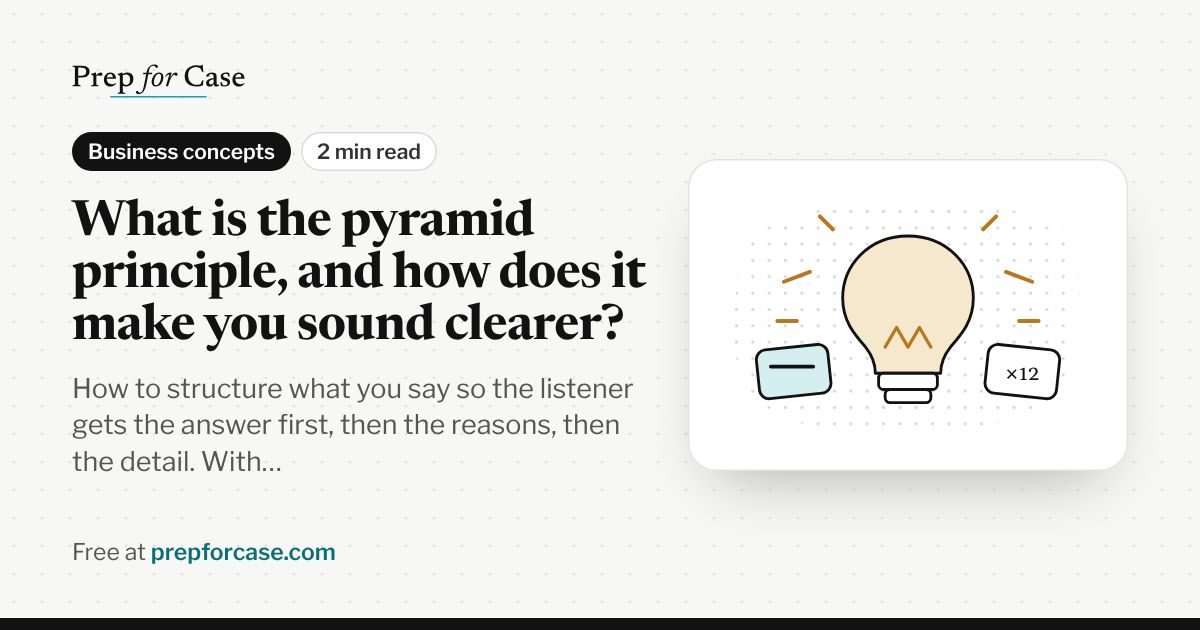 Prep for Case
Business concepts
2 min read
What is the pyramid
principle, and how does it
make you sound clearer?
How to structure what you say so the listener
gets the answer first, then the reasons, then
the detail. With…
Free at prepforcase.com
×12